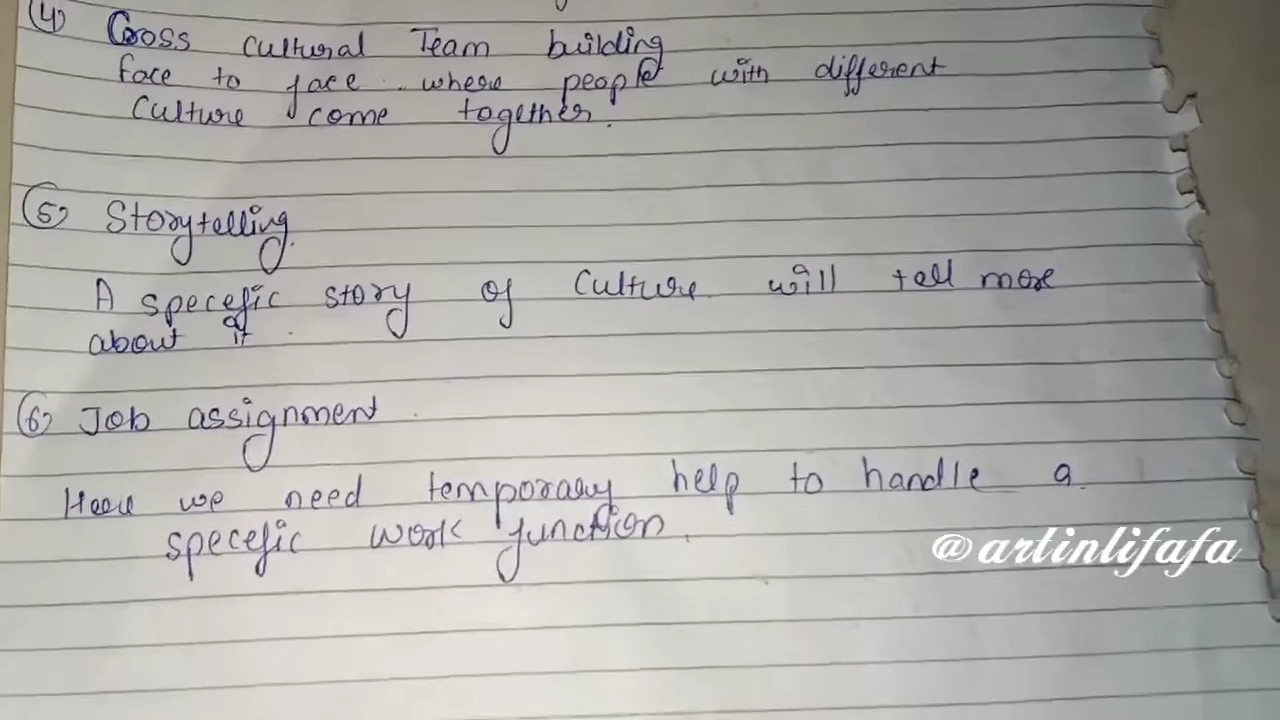 (4) Cross cultural Team building
face to face where people with different
culture come together.
(5) Storytelling.
A specefic story of culture will tell more
about it.
(6) Job assignment.
Here we need temporary help to handle a
specefic work function.
@artinlifafa